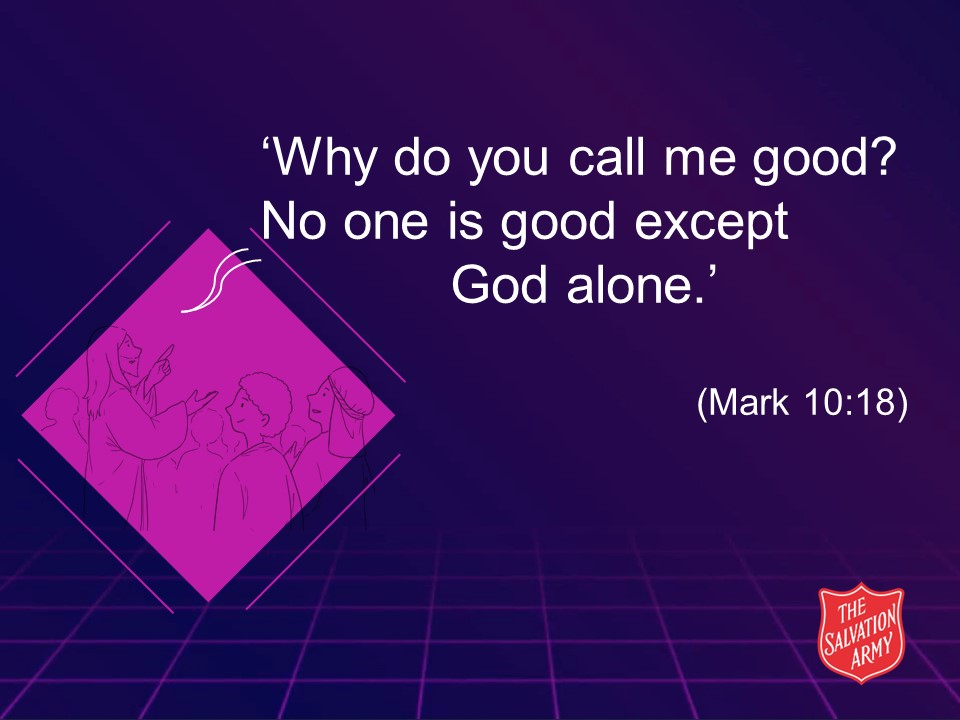 ‘Why do you call me good?
No one is good except
God alone.’
(Mark 10:18)
THE
SALVATION
ARMY